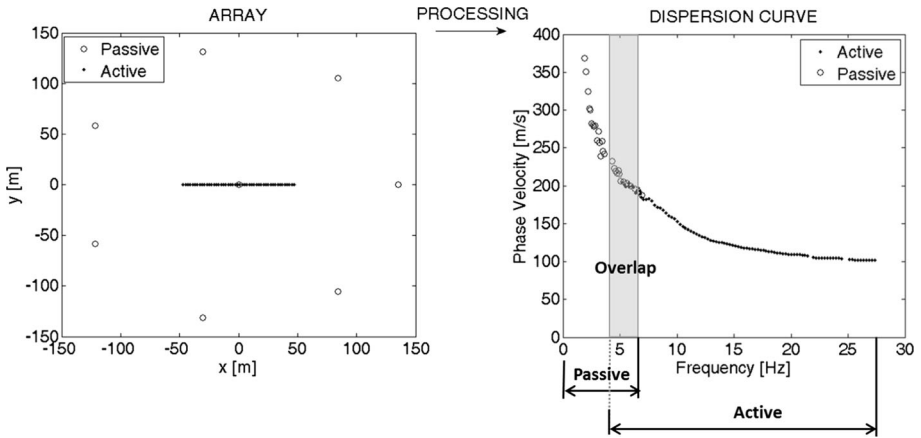 ARRAY
PROCESSING
DISPERSION CURVE
Passive
Active
y [m]
150
100
50
0
-50
-100
-150
-150 -100 -50 0 50 100 150
x [m]
Active
Passive
Phase Velocity [m/s]
400
350
300
250
200
150
100
50
0
Overlap
0 5 10 15 20 25 30
Frequency [Hz]
Passive
Active